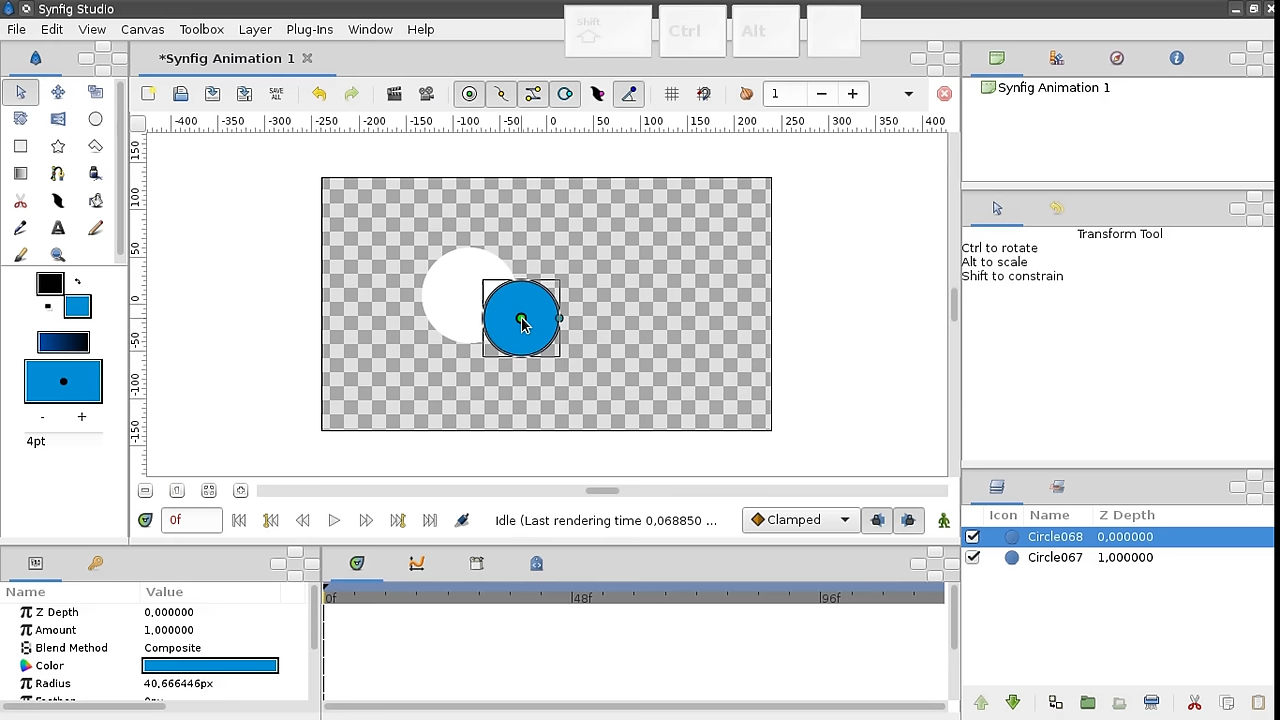 Synfig Studio
File Edit View Canvas Toolbox Layer Plug-Ins Window Help
Shift Ctrl Alt
*Synfig Animation 1
SAVE ALL
1
-400 -350 -300 -250 -200 -150 -100 -50 0 50 100 150 200 250 300 350 400
150
100
50
0
-50
-100
-150
- +
4pt
Synfig Animation 1
Transform Tool
Ctrl to rotate
Alt to scale
Shift to constrain
Icon Name Z Depth
Circle068 0,000000
Circle067 1,000000
0f
Idle (Last rendering time 0,068850 ...
Clamped
Name Value
Z Depth 0,000000
Amount 1,000000
Blend Method Composite
Color
Radius 40,666446px
0f 48f 96f